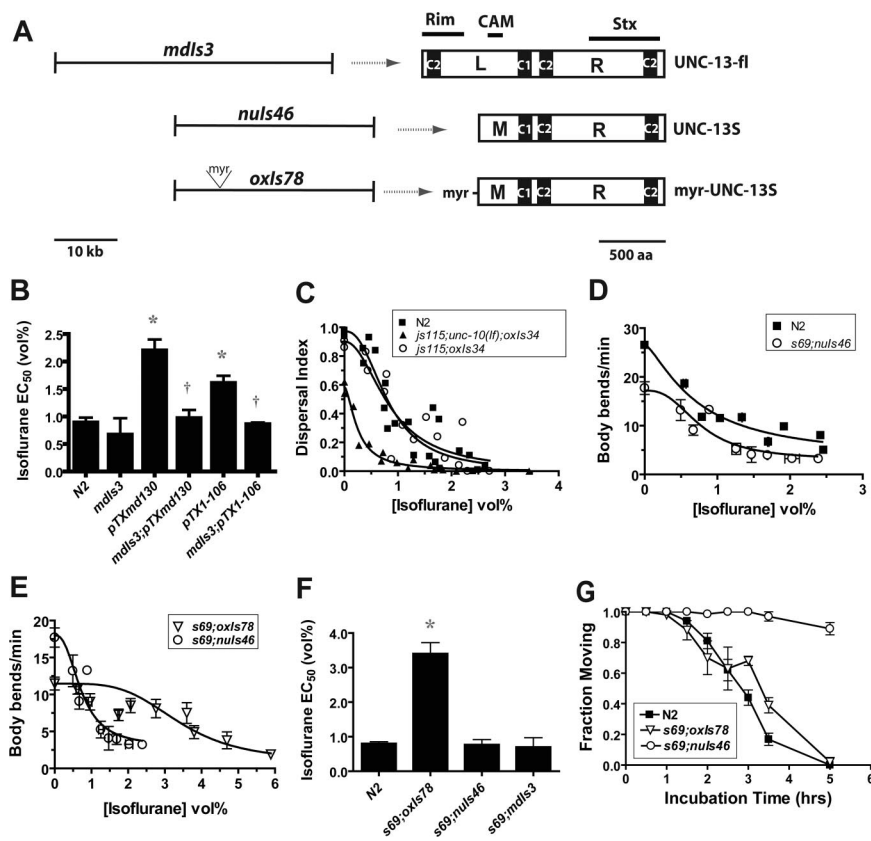 A
Rim
CAM
Stx
mdIs3
C2
L
C1
C2
R
C2
UNC-13-fl
nuIs46
M
C1
C2
R
C2
UNC-13S
myr
oxIs78
myr
M
C1
C2
R
C2
myr-UNC-13S
10 kb
500 aa
B
Isoflurane EC50 (vol%)
2.5
2.0
1.5
1.0
0.5
0.0
*
†
*
†
N2
mdIs3
pTXmd130
mdIs3;pTXmd130
pTX1-106
mdIs3;pTX1-106
C
Dispersal Index
1.0
0.8
0.6
0.4
0.2
0.0
N2
js115;unc-10(lf);oxIs34
js115;oxIs34
0
1
2
3
4
[Isoflurane] vol%
D
Body bends/min
30
20
10
0
N2
s69;nuIs46
0
1
2
3
[Isoflurane] vol%
E
Body bends/min
20
15
10
5
0
s69;oxIs78
s69;nuIs46
0
1
2
3
4
5
6
[Isoflurane] vol%
F
Isoflurane EC50 (vol%)
4.0
3.0
2.0
1.0
0.0
*
N2
s69;oxIs78
s69;nuIs46
s69;mdIs3
G
Fraction Moving
1.0
0.8
0.6
0.4
0.2
0.0
N2
s69;oxIs78
s69;nuIs46
0
1
2
3
4
5
6
Incubation Time (hrs)